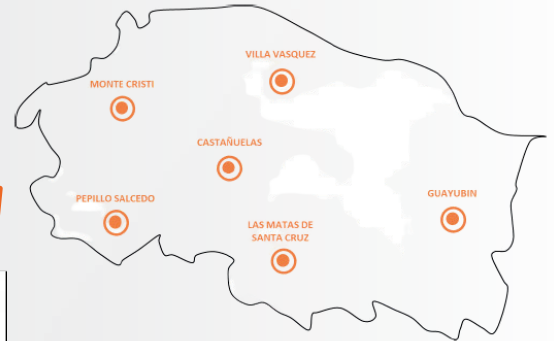 VILLA VASQUEZ
MONTE CRISTI
CASTAÑUELAS
PEPILLO SALCEDO
GUAYUBIN
LAS MATAS DE
SANTA CRUZ